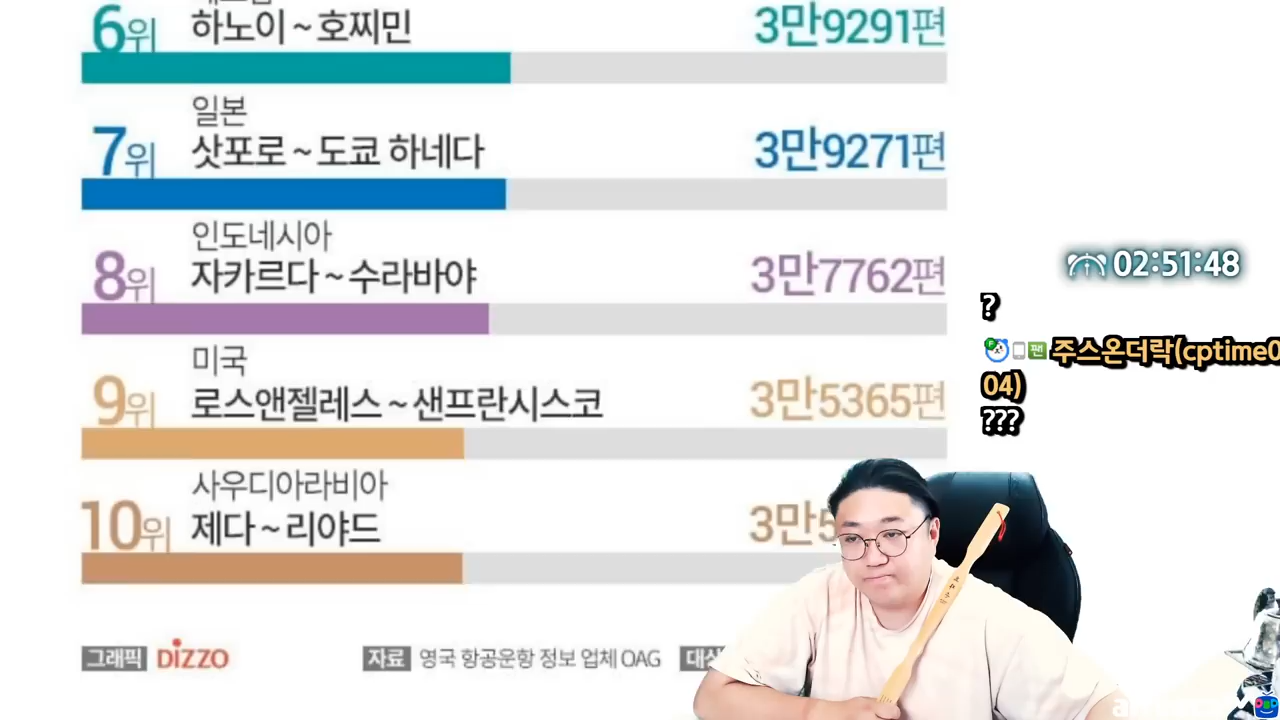 6위 하노이 ~ 호찌민 3만9291편
일본
7위 삿포로 ~ 도쿄 하네다 3만9271편
인도네시아
8위 자카르다 ~ 수라바야 3만7762편
미국
9위 로스앤젤레스 ~ 샌프란시스코 3만5365편
사우디아라비아
10위 제다 ~ 리야드 3만5
그래픽 DIZZO 자료 영국 항공운항 정보 업체 OAG
02:51:48
?
F 팬 주스온더락(cptime0
04)
???